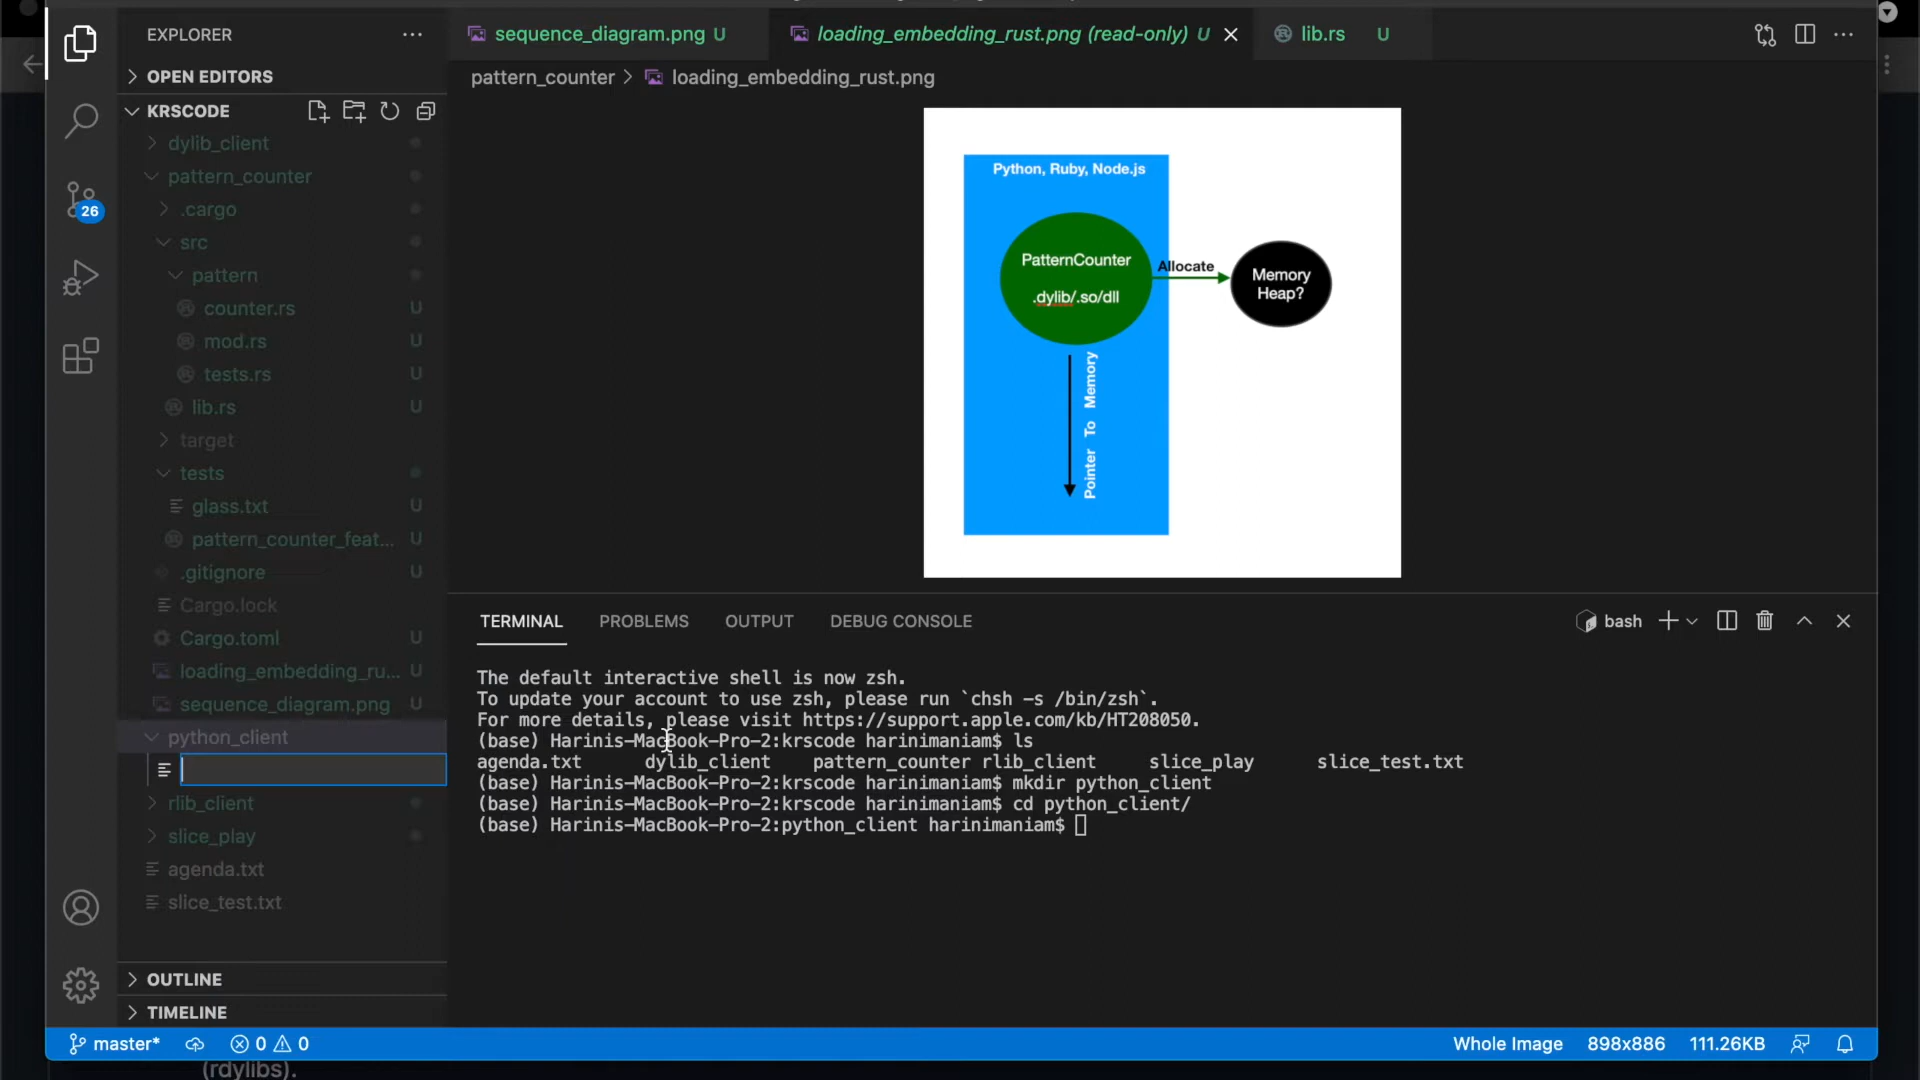 EXPLORER
OPEN EDITORS
KRSCODE
dylib_client
pattern_counter
.cargo
src
pattern
counter.rs U
mod.rs U
tests.rs U
lib.rs U
target
tests
glass.txt U
pattern_counter_feat... U
.gitignore U
Cargo.lock
Cargo.toml U
loading_embedding_ru... U
sequence_diagram.png U
python_client
rlib_client
slice_play
agenda.txt
slice_test.txt
OUTLINE
TIMELINE
26
sequence_diagram.png U
loading_embedding_rust.png (read-only) U
lib.rs U
pattern_counter > loading_embedding_rust.png
Python, Ruby, Node.js
PatternCounter
.dylib/.so/dll
Allocate
Memory
Heap?
Pointer To Memory
TERMINAL PROBLEMS OUTPUT DEBUG CONSOLE
bash
The default interactive shell is now zsh.
To update your account to use zsh, please run `chsh -s /bin/zsh`.
For more details, please visit https://support.apple.com/kb/HT208050.
(base) Harinis-MacBook-Pro-2:krscode harinimaniam$ ls
agenda.txt dylib_client pattern_counter rlib_client slice_play slice_test.txt
(base) Harinis-MacBook-Pro-2:krscode harinimaniam$ mkdir python_client
(base) Harinis-MacBook-Pro-2:krscode harinimaniam$ cd python_client/
(base) Harinis-MacBook-Pro-2:python_client harinimaniam$
master* 0 0
Whole Image 898x886 111.26KB
(rdylibs).